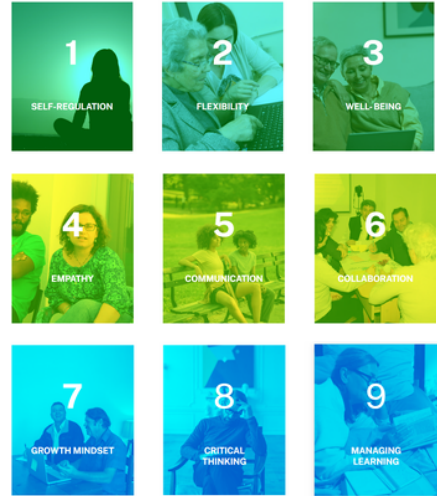 1
SELF-REGULATION
2
FLEXIBILITY
3
WELL-BEING
4
EMPATHY
5
COMMUNICATION
6
COLLABORATION
7
GROWTH MINDSET
8
CRITICAL
THINKING
9
MANAGING
LEARNING